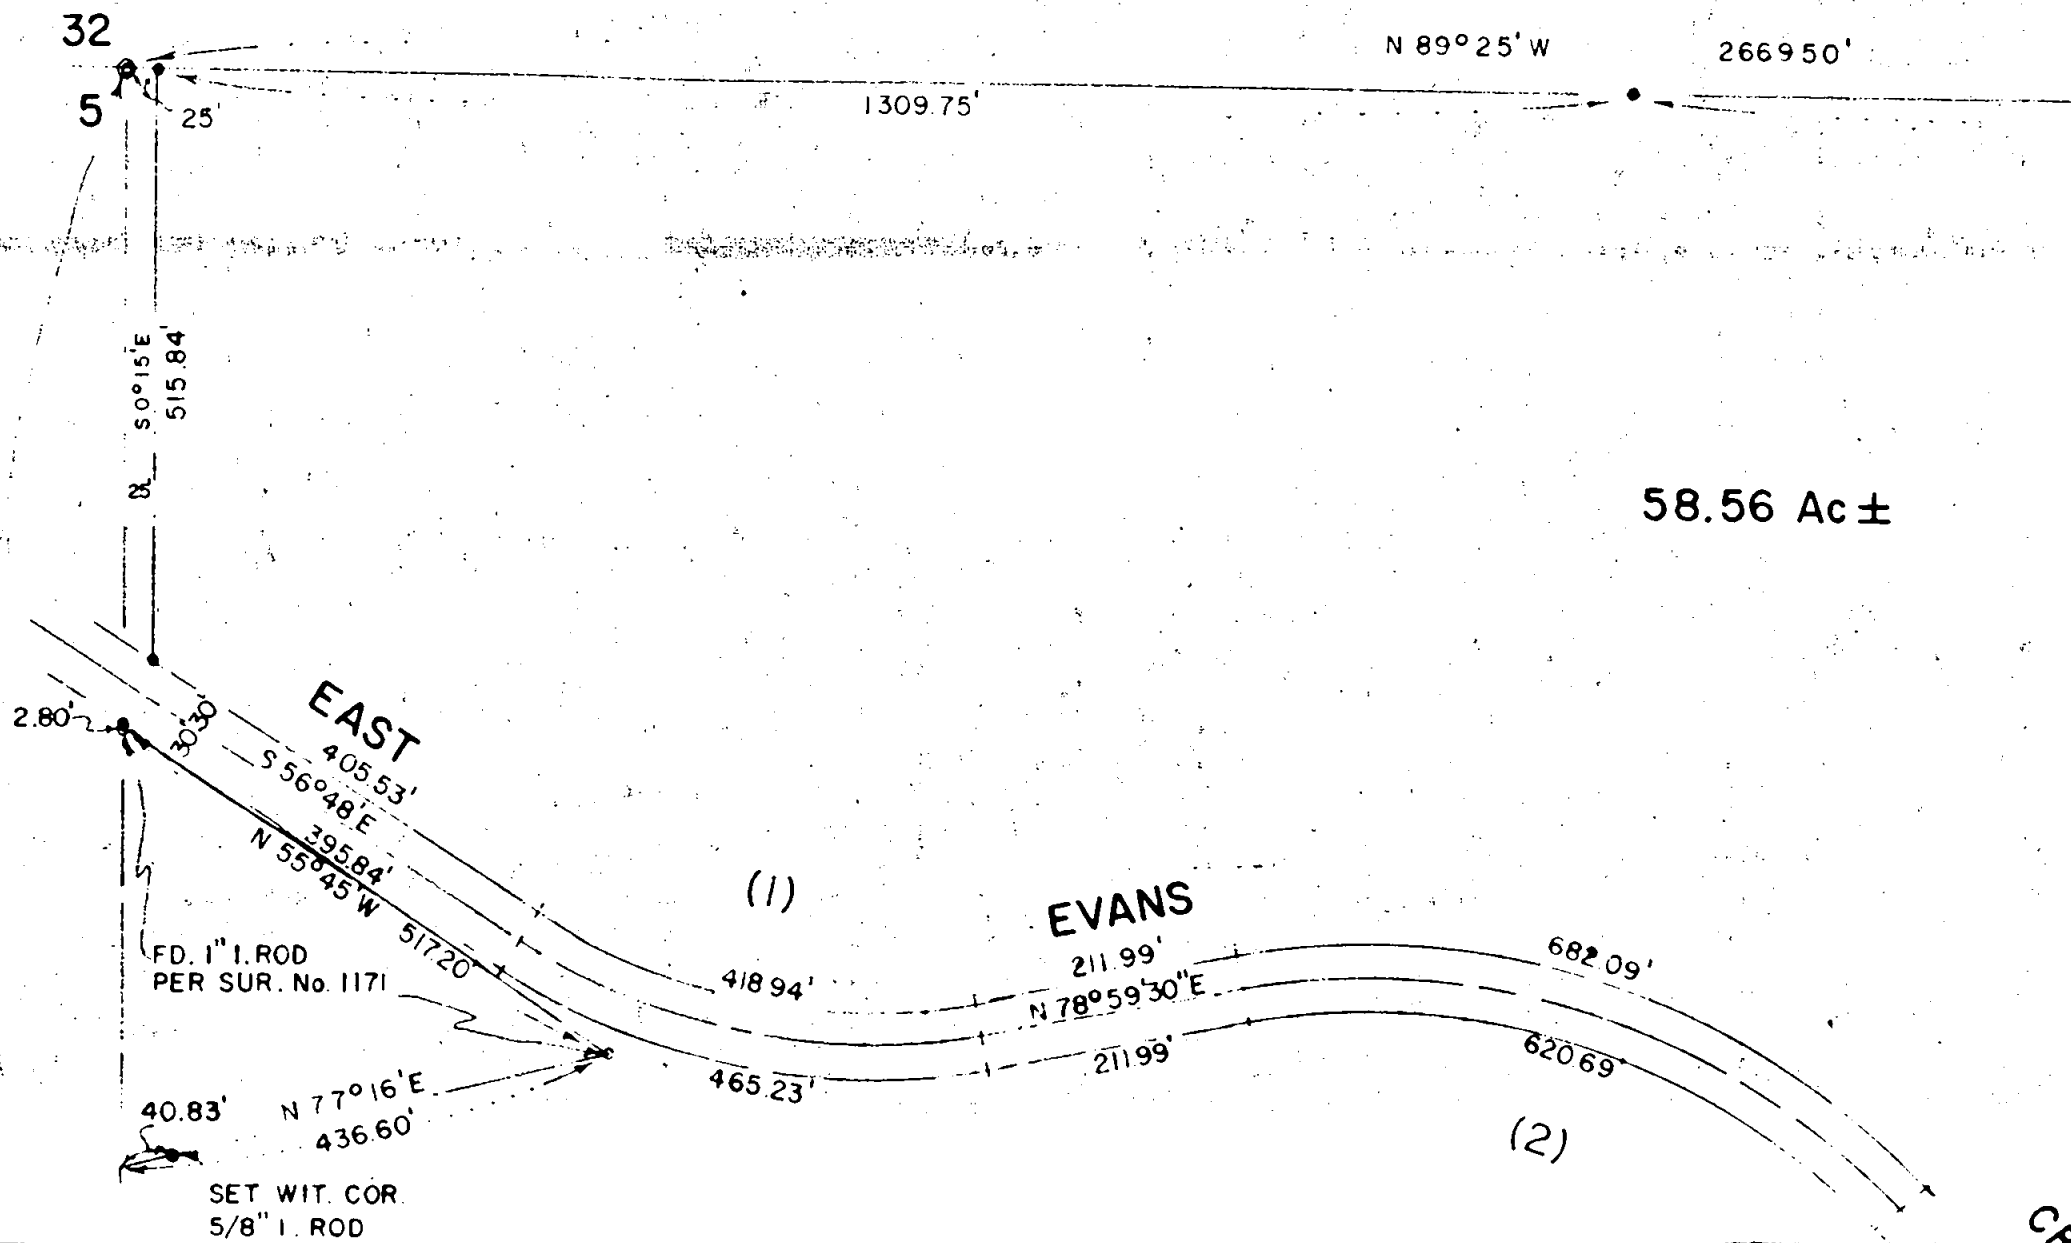 32
N 89° 25' W
2669.50'
5
25'
1309.75'
S 0° 15' E
515.84'
25'
58.56 Ac ±
2.80'
30'
30'
EAST
405.53'
S 56° 48' E
395.84'
N 55° 45' W
517.20'
(1)
EVANS
211.99'
N 78° 59' 30" E
211.99'
682.09'
FD. 1" I. ROD
PER SUR. No. 1171
418.94'
465.23'
620.69'
(2)
40.83'
N 77° 16' E
436.60'
SET WIT. COR.
5/8" I. ROD